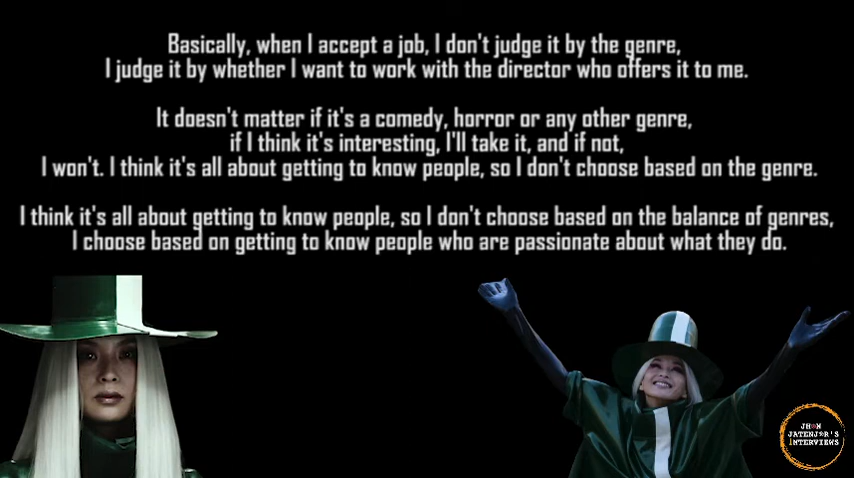 Basically, when I accept a job, I don't judge it by the genre,
I judge it by whether I want to work with the director who offers it to me.
It doesn't matter if it's a comedy, horror or any other genre,
if I think it's interesting, I'll take it, and if not,
I won't. I think it's all about getting to know people, so I don't choose based on the genre.
I think it's all about getting to know people, so I don't choose based on the balance of genres,
I choose based on getting to know people who are passionate about what they do.
JHON
JATENJOR'S
INTERVIEWS